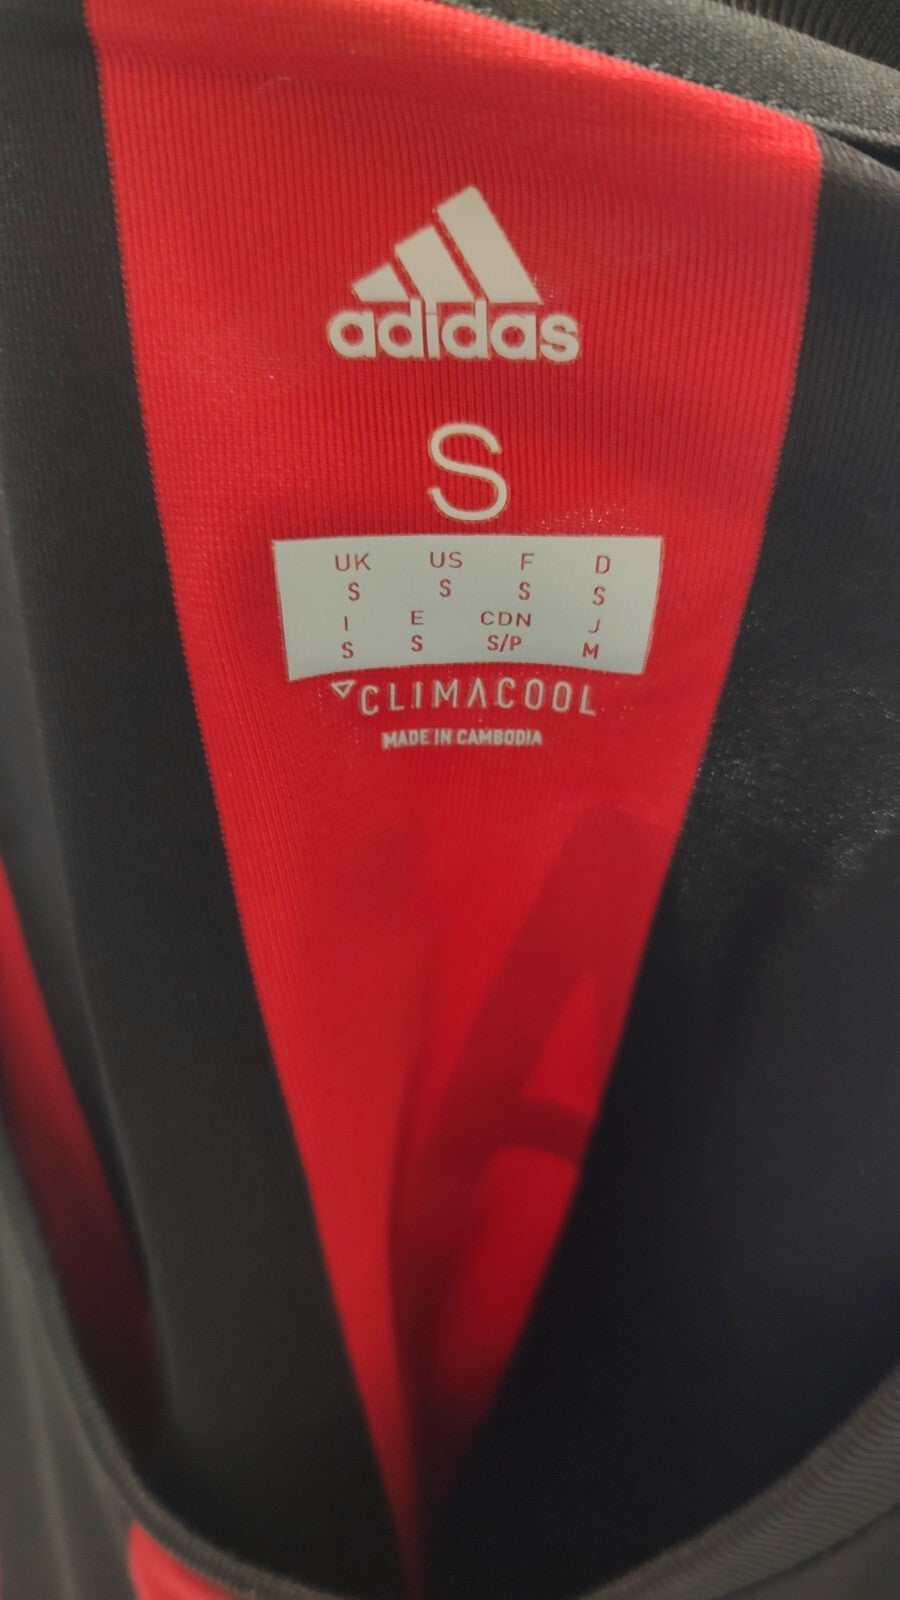 adidas
S
UK US F D
S S S S
I E CDN J
S S S/P M
CLIMACOOL
MADE IN CAMBODIA